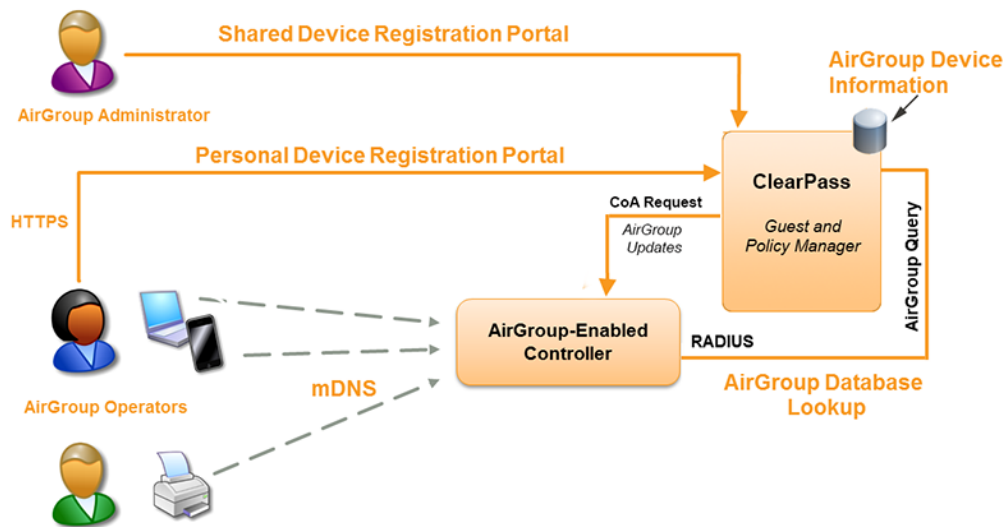 Shared Device Registration Portal
AirGroup Device
Information
AirGroup Administrator
Personal Device Registration Portal
ClearPass
Guest and
Policy Manager
HTTPS
CoA Request
AirGroup
Updates
AirGroup Query
AirGroup-Enabled
Controller
RADIUS
AirGroup Database
Lookup
mDNS
AirGroup Operators